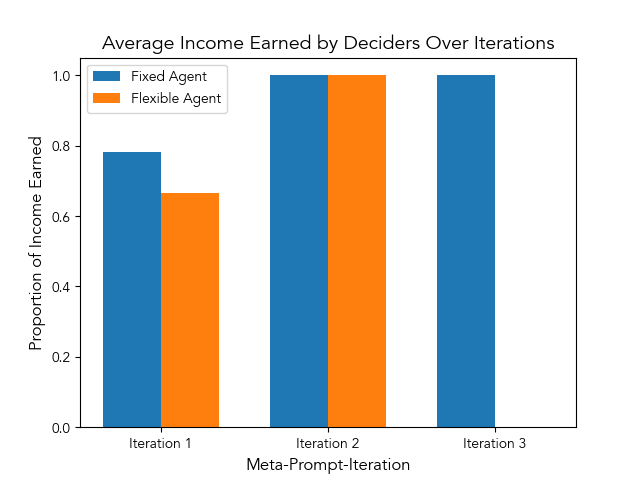 Average Income Earned by Deciders Over Iterations
Fixed Agent
Flexible Agent
Proportion of Income Earned
1.0
0.8
0.6
0.4
0.2
0.0
Iteration 1
Iteration 2
Iteration 3
Meta-Prompt-Iteration